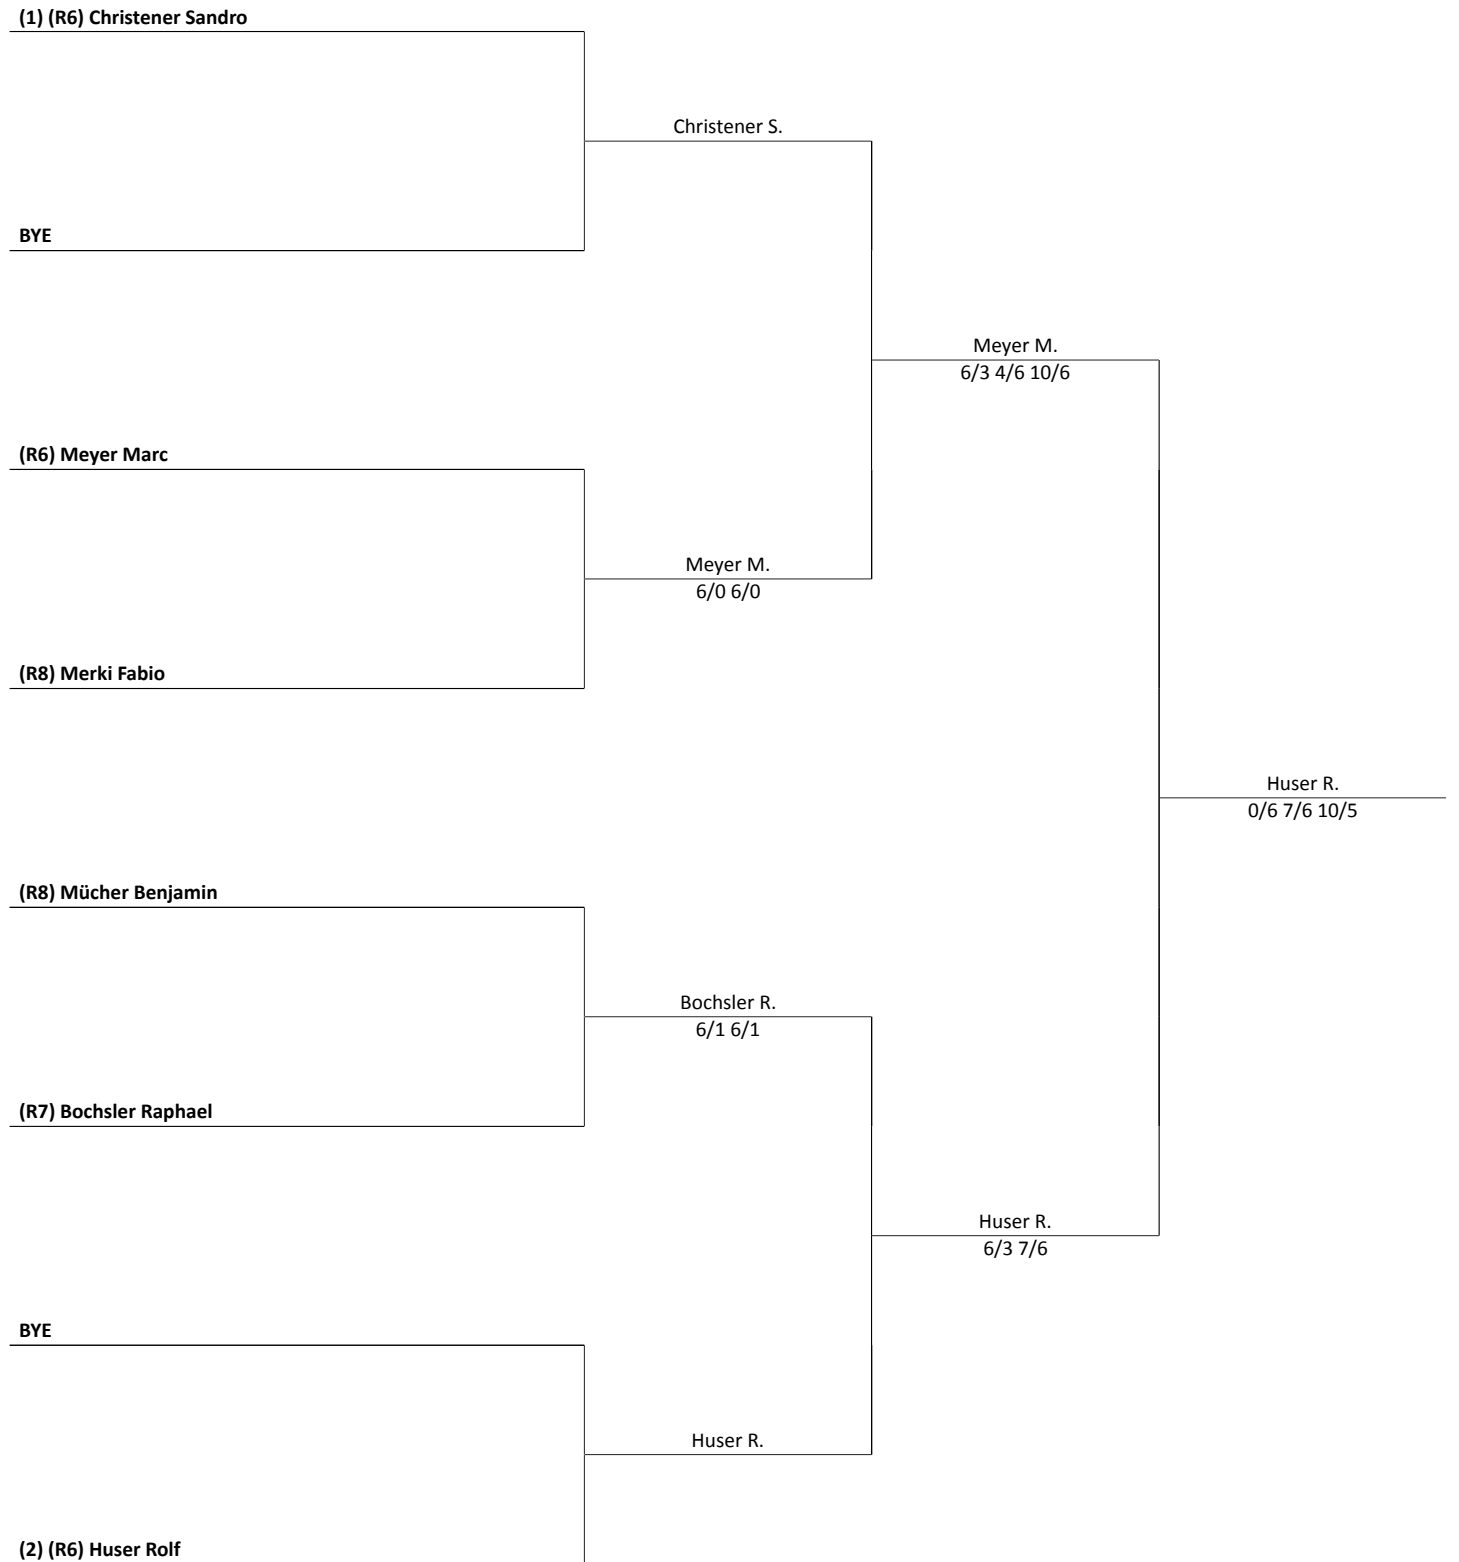 (1) (R6) Christener Sandro
Christener S.
BYE
Meyer M.
6/3 4/6 10/6
(R6) Meyer Marc
Meyer M.
6/0 6/0
(R8) Merki Fabio
Huser R.
0/6 7/6 10/5
(R8) Mücher Benjamin
Bochsler R.
6/1 6/1
(R7) Bochsler Raphael
Huser R.
6/3 7/6
BYE
Huser R.
(2) (R6) Huser Rolf